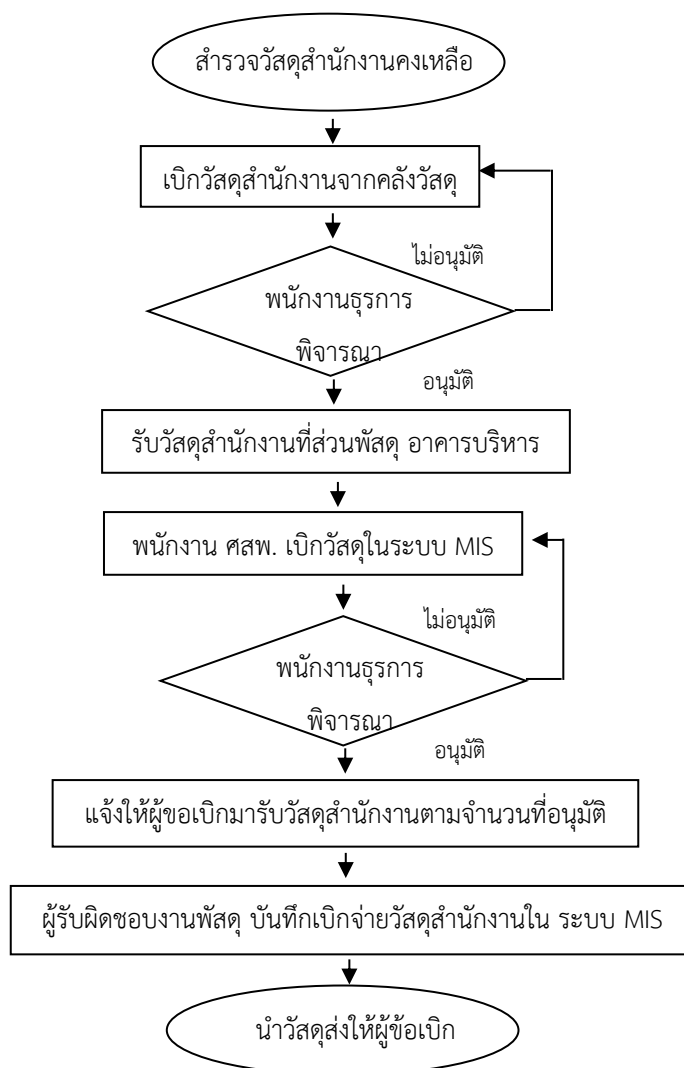 สำรวจวัสดุสำนักงานคงเหลือ
เบิกวัสดุสำนักงานจากคลังวัสดุ
ไม่อนุมัติ
พนักงานธุรการ
พิจารณา
อนุมัติ
รับวัสดุสำนักงานที่ส่วนพัสดุ อาคารบริหาร
พนักงาน ศสพ. เบิกวัสดุในระบบ MIS
ไม่อนุมัติ
พนักงานธุรการ
พิจารณา
อนุมัติ
แจ้งให้ผู้ขอเบิกมารับวัสดุสำนักงานตามจำนวนที่อนุมัติ
ผู้รับผิดชอบงานพัสดุ บันทึกเบิกจ่ายวัสดุสำนักงานใน ระบบ MIS
นำวัสดุส่งให้ผู้ข้อเบิก